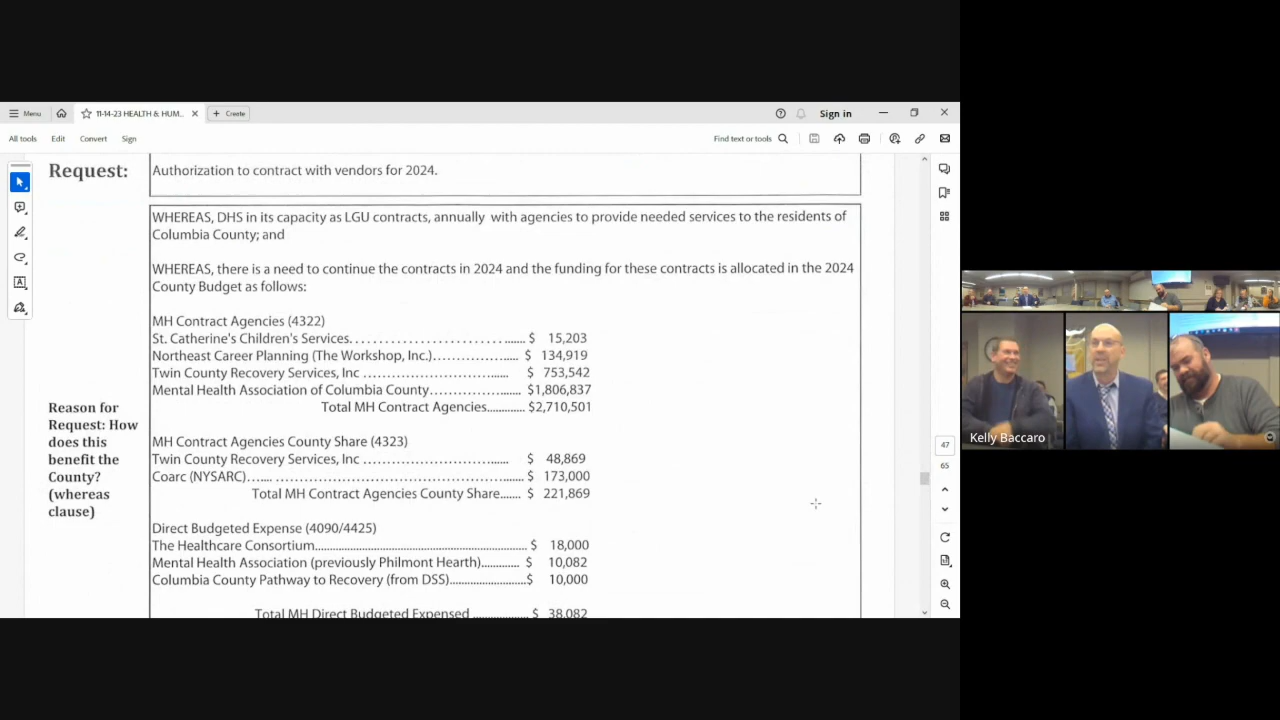 Menu
11-14-23 HEALTH & HUM...
Create
Sign in
All tools Edit Convert Sign
Find text or tools
Request:
Authorization to contract with vendors for 2024.
Reason for
Request: How
does this
benefit the
County?
(whereas
clause)
WHEREAS, DHS in its capacity as LGU contracts, annually with agencies to provide needed services to the residents of
Columbia County; and
WHEREAS, there is a need to continue the contracts in 2024 and the funding for these contracts is allocated in the 2024
County Budget as follows:
MH Contract Agencies (4322)
St. Catherine's Children's Services.......................................... $ 15,203
Northeast Career Planning (The Workshop, Inc.)..................... $ 134,919
Twin County Recovery Services, Inc ..................................... $ 753,542
Mental Health Association of Columbia County....................... $1,806,837
Total MH Contract Agencies............ $2,710,501
MH Contract Agencies County Share (4323)
Twin County Recovery Services, Inc ..................................... $ 48,869
Coarc (NYSARC)...... ............................................................. $ 173,000
Total MH Contract Agencies County Share...... $ 221,869
Direct Budgeted Expense (4090/4425)
The Healthcare Consortium.................................................................. $ 18,000
Mental Health Association (previously Philmont Hearth)............ $ 10,082
Columbia County Pathway to Recovery (from DSS)........................$ 10,000
Total MH Direct Budgeted Expensed ................. $ 38,082
47
65
Kelly Baccaro